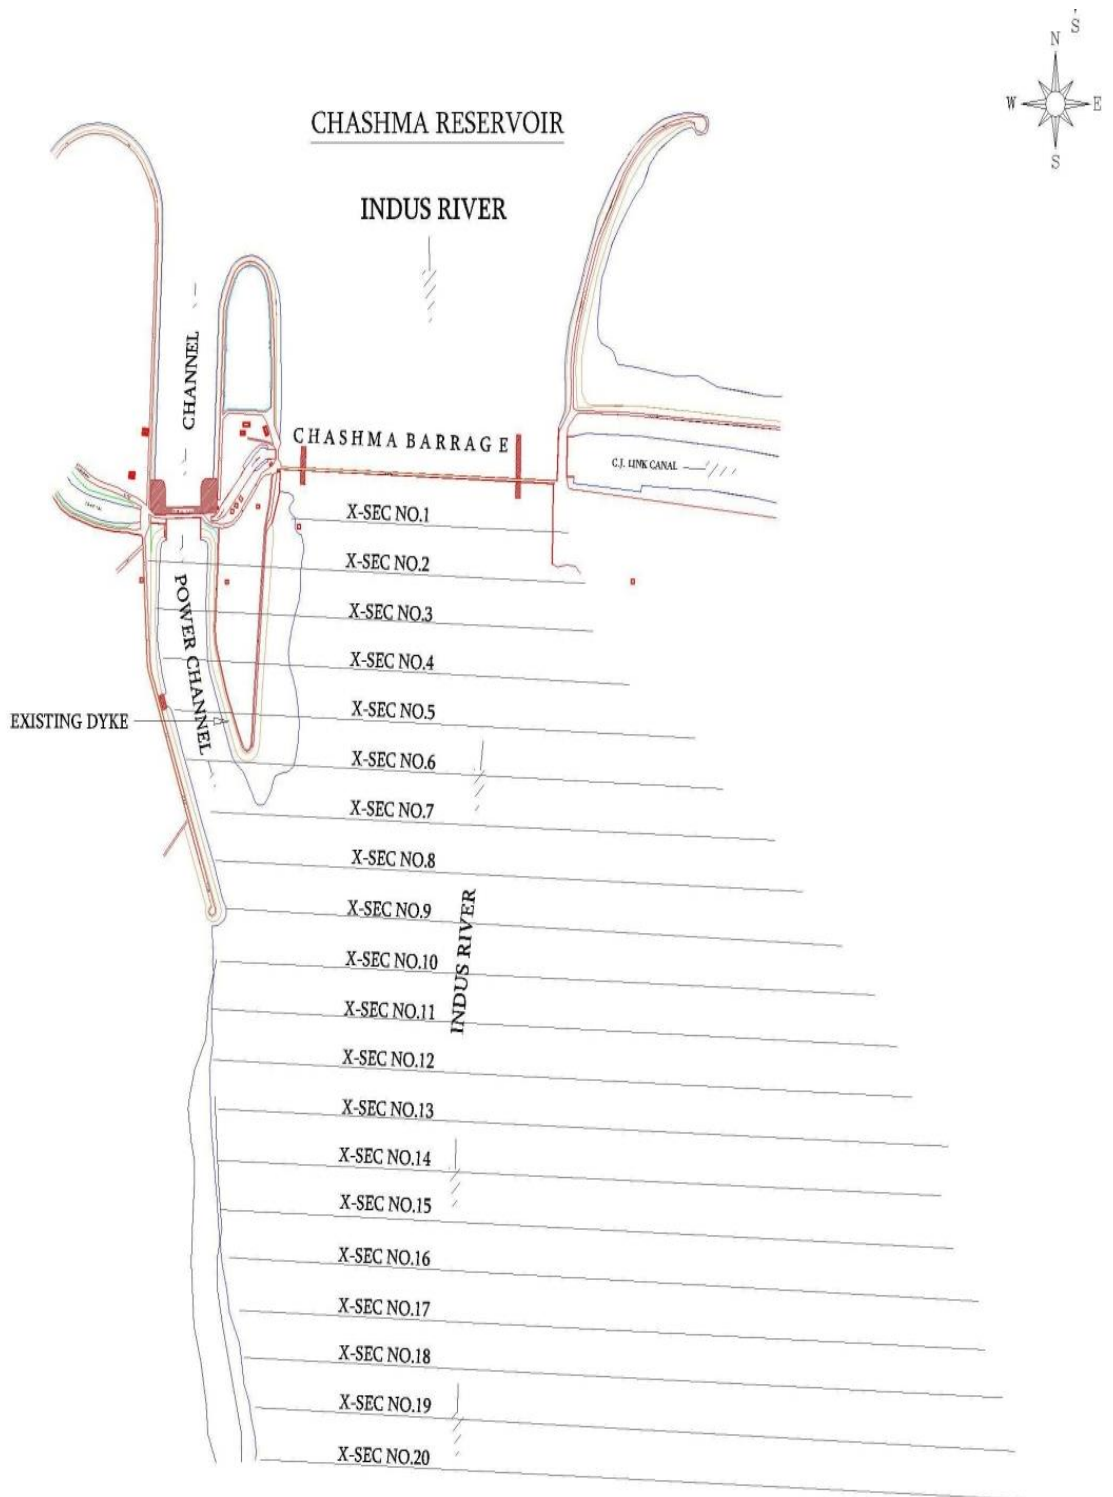 S
N
W E
S
CHASHMA RESERVOIR
INDUS RIVER
CHANNEL
CHASHMA BARRAGE
C.J. LINK CANAL
X-SEC NO.1
X-SEC NO.2
X-SEC NO.3
POWER CHANNEL
X-SEC NO.4
X-SEC NO.5
EXISTING DYKE
X-SEC NO.6
X-SEC NO.7
X-SEC NO.8
X-SEC NO.9
INDUS RIVER
X-SEC NO.10
X-SEC NO.11
X-SEC NO.12
X-SEC NO.13
X-SEC NO.14
X-SEC NO.15
X-SEC NO.16
X-SEC NO.17
X-SEC NO.18
X-SEC NO.19
X-SEC NO.20